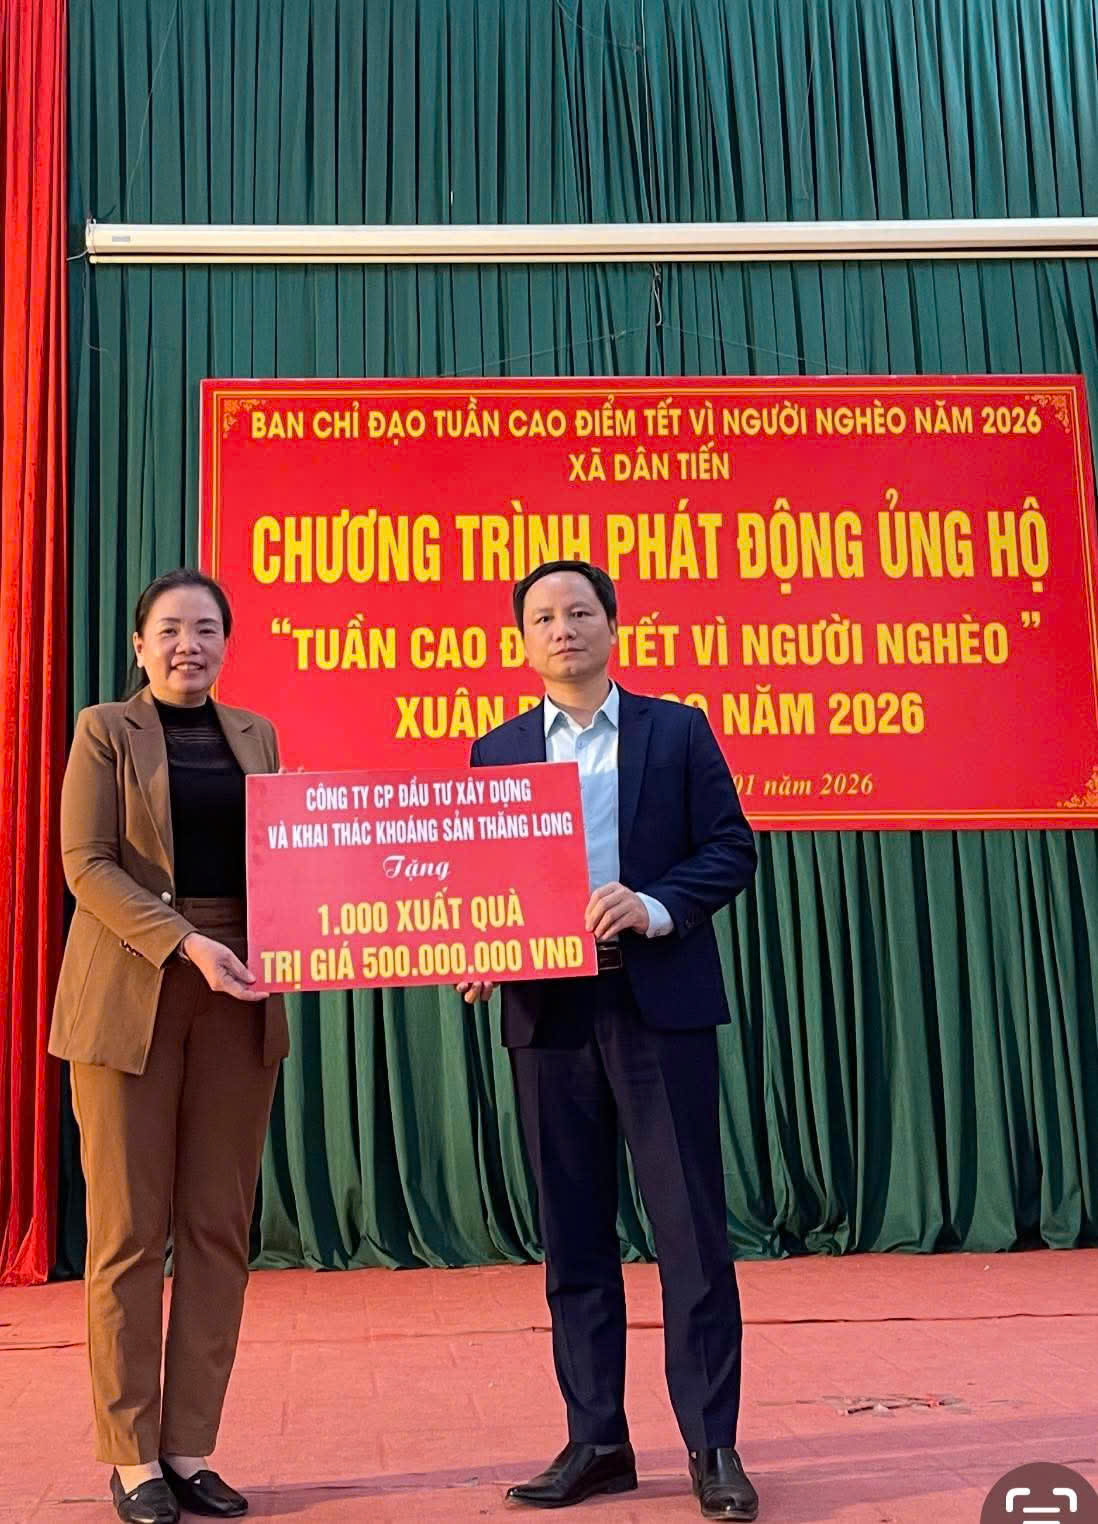 BAN CHỈ ĐẠO TUẦN CAO ĐIỂM TẾT VÌ NGƯỜI NGHÈO NĂM 2026
XÃ DÂN TIẾN
CHƯƠNG TRÌNH PHÁT ĐỘNG ỦNG HỘ
“TUẦN CAO TẾT VÌ NGƯỜI NGHÈO”
XUÂN NĂM 2026
01 năm 2026
CÔNG TY CP ĐẦU TƯ XÂY DỰNG
VÀ KHAI THÁC KHOÁNG SẢN THĂNG LONG
Tặng
1.000 XUẤT QUÀ
TRỊ GIÁ 500.000.000 VNĐ